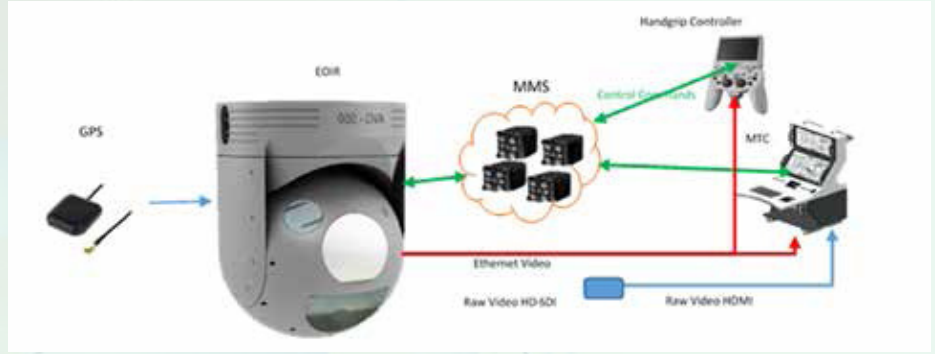 Handgrip Controller
EOIR
MMS
Control Commands
GPS
MTC
Ethernet Video
Raw Video HD-SDI
Raw Video HDMI